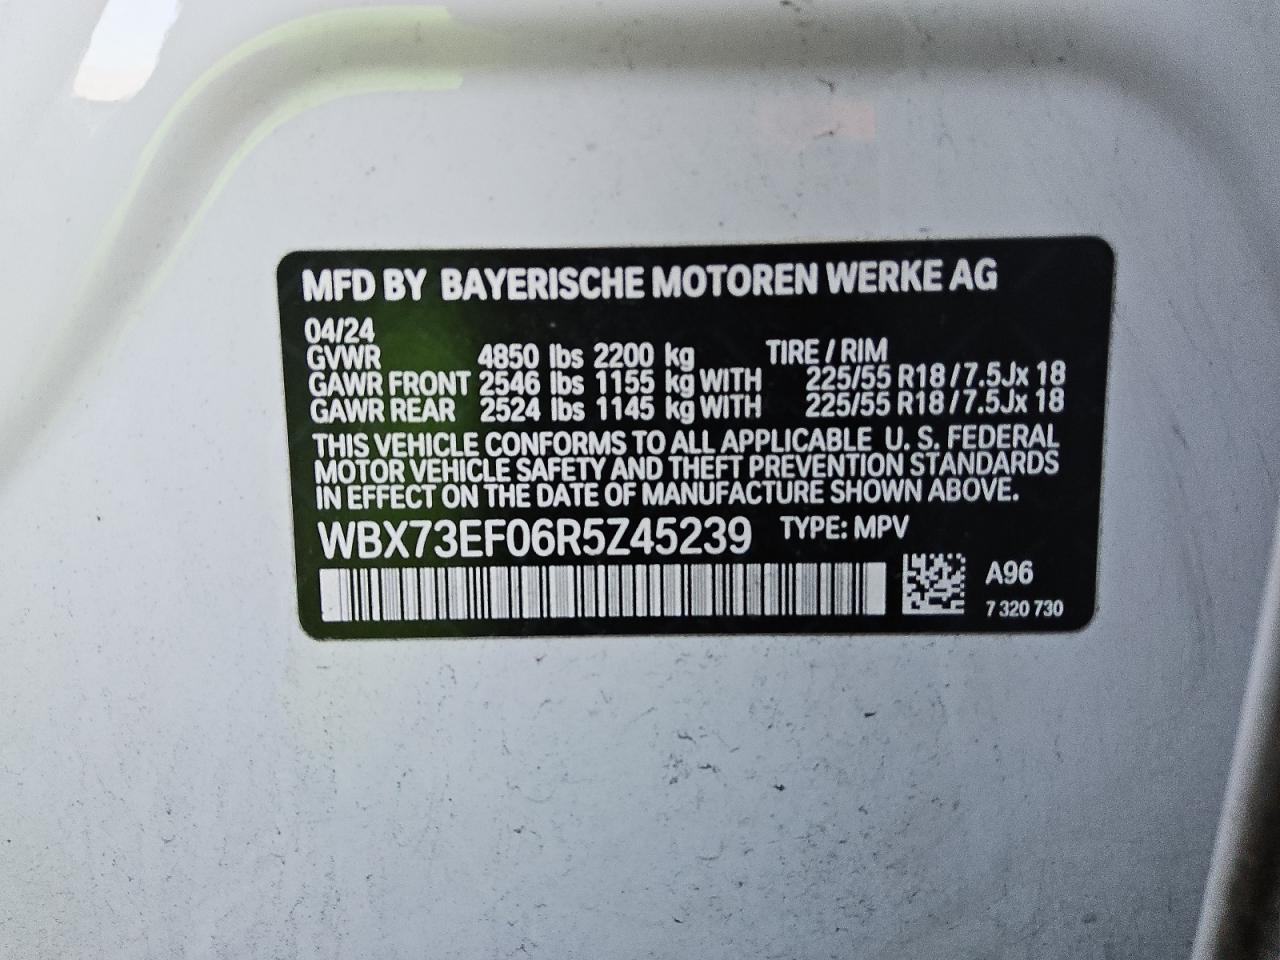 MFD BY BAYERISCHE MOTOREN WERKE AG
04/24
GVWR 4850 lbs 2200 kg TIRE / RIM
GAWR FRONT 2546 lbs 1155 kg WITH 225/55 R18 / 7.5Jx 18
GAWR REAR 2524 lbs 1145 kg WITH 225/55 R18 / 7.5Jx 18
THIS VEHICLE CONFORMS TO ALL APPLICABLE U. S. FEDERAL
MOTOR VEHICLE SAFETY AND THEFT PREVENTION STANDARDS
IN EFFECT ON THE DATE OF MANUFACTURE SHOWN ABOVE.
WBX73EF06R5Z45239 TYPE: MPV
A96
7 320 730